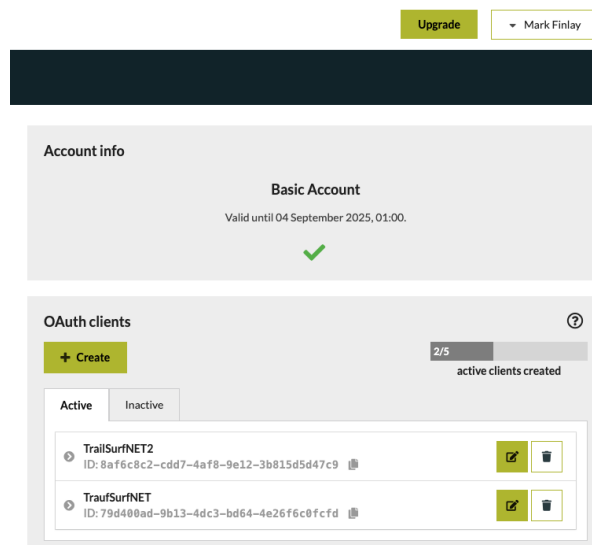 Upgrade
Mark Finlay
Account info
Basic Account
Valid until 04 September 2025, 01:00.
OAuth clients
?
+ Create
2/5
active clients created
Active
Inactive
TrailSurfNET2
ID: 8af6c8c2-cdd7-4af8-9e12-3b815d5d47c9
TraufSurfNET
ID: 79d400ad-9b13-4dc3-bd64-4e26f6c0fcfd